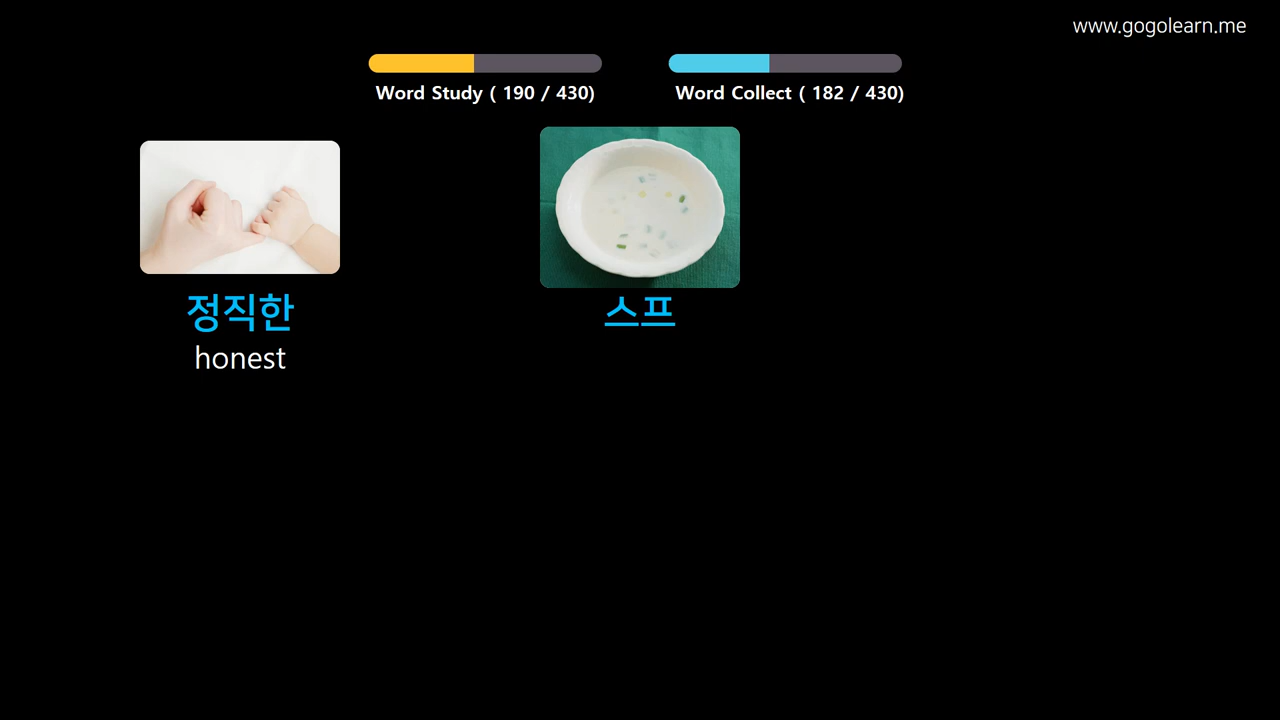 www.gogolearn.me
Word Study ( 190 / 430)
Word Collect ( 182 / 430)
정직한
honest
스프